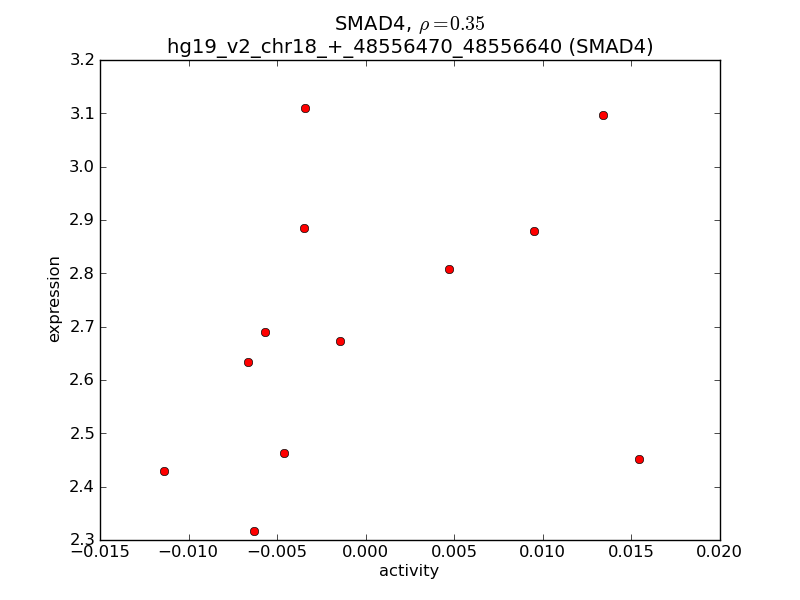 SMAD4, ρ=0.35
hg19_v2_chr18_+_48556470_48556640 (SMAD4)
3.2
3.1
3.0
2.9
2.8
2.7
2.6
2.5
2.4
2.3
expression
−0.015 −0.010 −0.005 0.000 0.005 0.010 0.015 0.020
activity